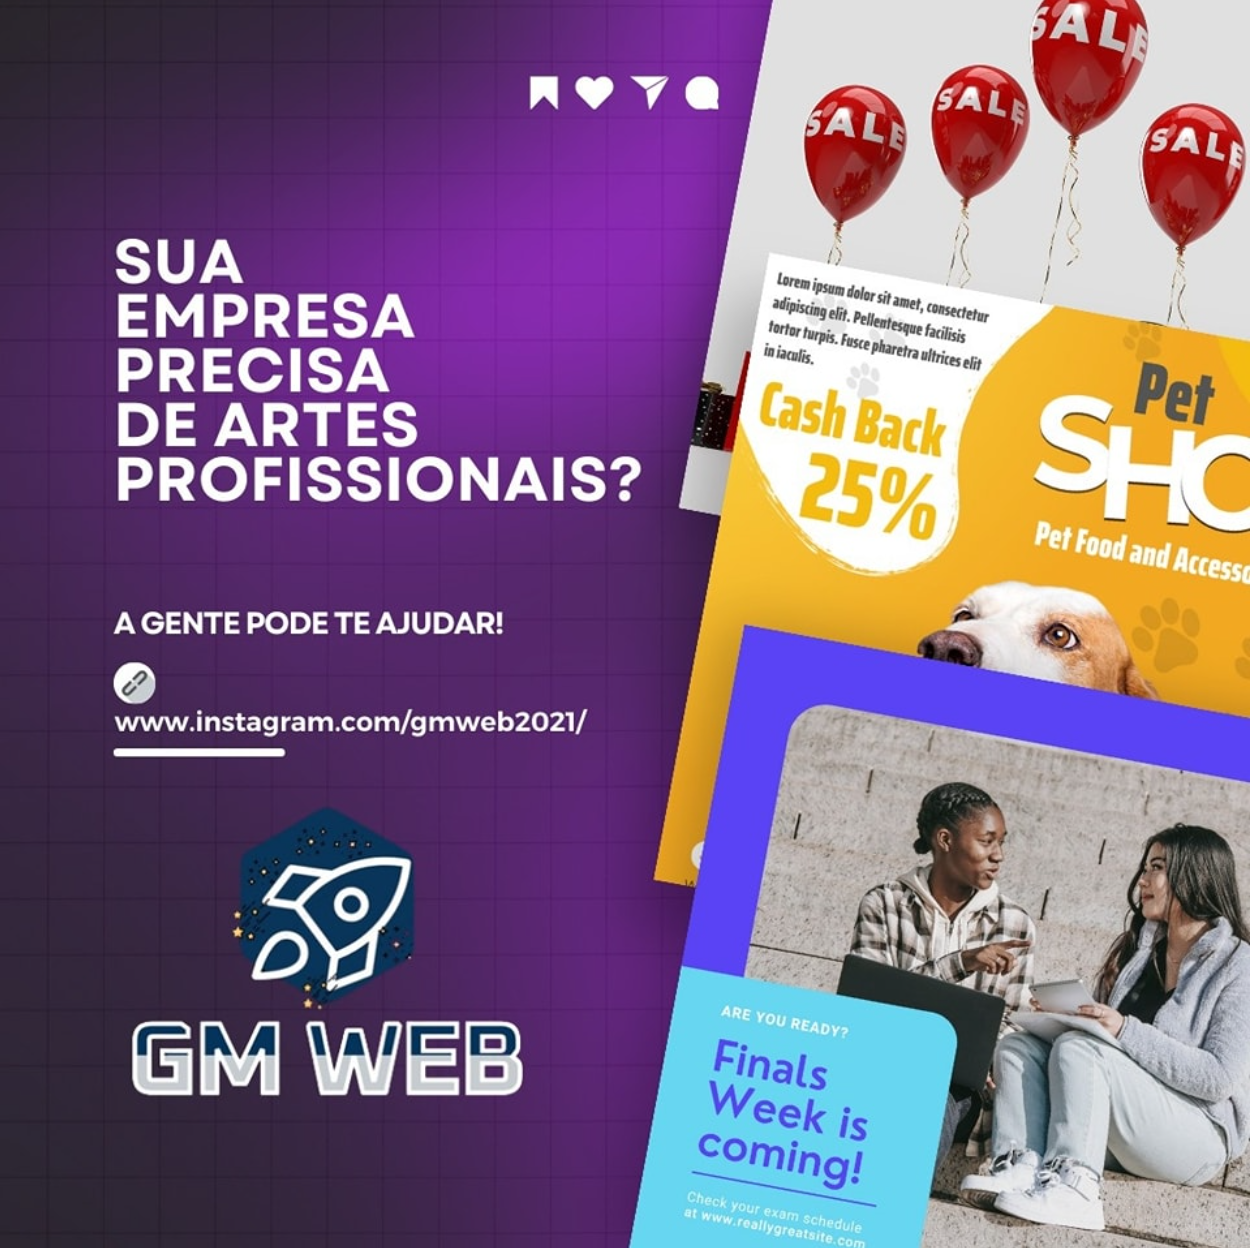 SUA
EMPRESA
PRECISA
DE ARTES
PROFISSIONAIS?
A GENTE PODE TE AJUDAR!
www.instagram.com/gmweb2021/
GM WEB
SALE
SALE
SALE
SALE
Lorem ipsum dolor sit amet, consectetur
adipiscing elit. Pellentesque facilisis
tortor turpis. Fusce pharetra ultrices elit
in iaculis.
Cash Back
25%
Pet
SHO
Pet Food and Accesso
ARE YOU READY?
Finals
Week is
coming!
Check your exam schedule
at www.reallygreatsite.com